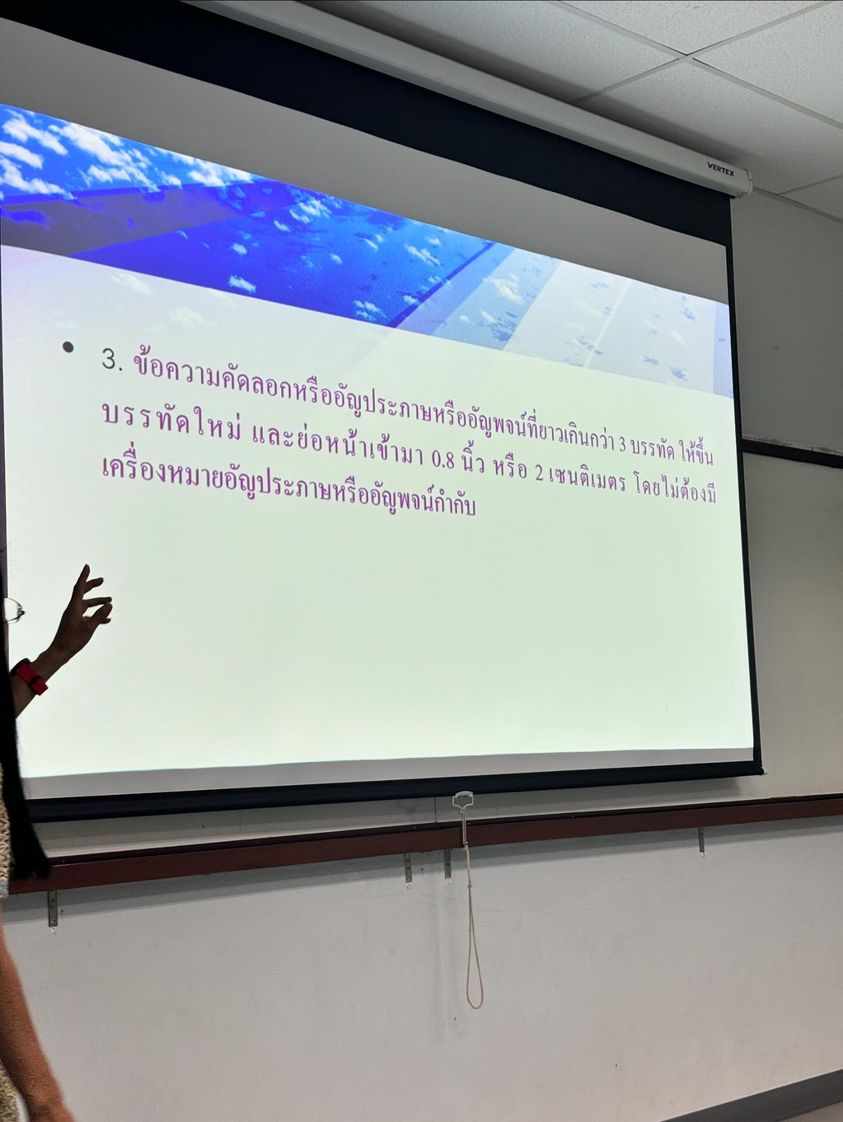 VERTEX
• 3. ข้อความคัดลอกหรืออัญประภาษหรืออัญพจน์ที่ยาวเกินกว่า 3 บรรทัด ให้ขึ้น
บรรทัดใหม่ และย่อหน้าเข้ามา 0.8 นิ้ว หรือ 2 เซนติเมตร โดยไม่ต้องมี
เครื่องหมายอัญประภาษหรืออัญพจน์กำกับ